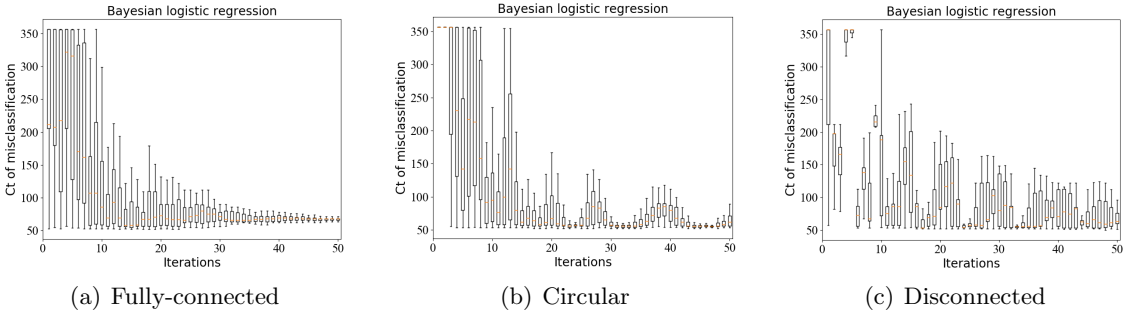 Bayesian logistic regression
Ct of misclassification
350
300
250
200
150
100
50
0 10 20 30 40 50
Iterations
(a) Fully-connected
Bayesian logistic regression
Ct of misclassification
350
300
250
200
150
100
50
0 10 20 30 40 50
Iterations
(b) Circular
Bayesian logistic regression
Ct of misclassification
350
300
250
200
150
100
50
0 10 20 30 40 50
Iterations
(c) Disconnected